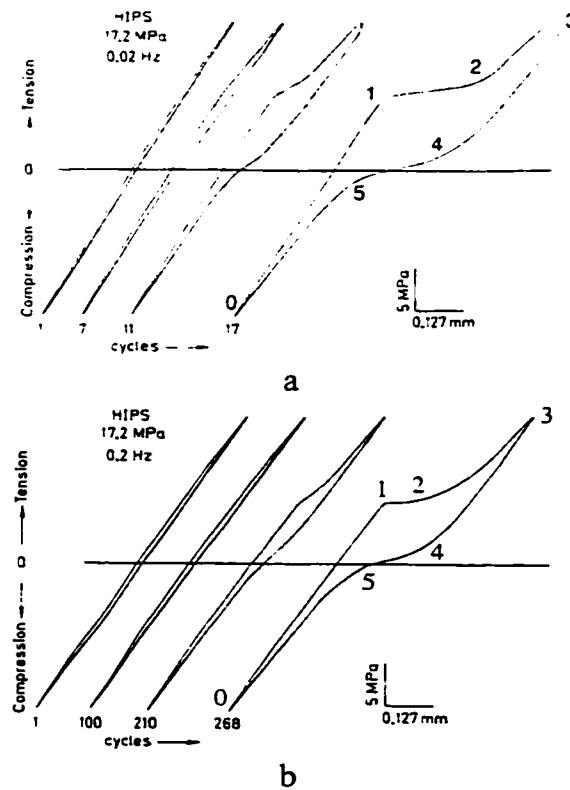 HIPS
17.2 MPa
0.02 Hz
Compression
0
Tension
1
2
3
4
5
0
1
7
11
17
cycles
5 MPa
0.127 mm
a
HIPS
17.2 MPa
0.2 Hz
Compression
0
Tension
1
2
3
4
5
0
1
100
210
268
cycles
5 MPa
0.127 mm
b